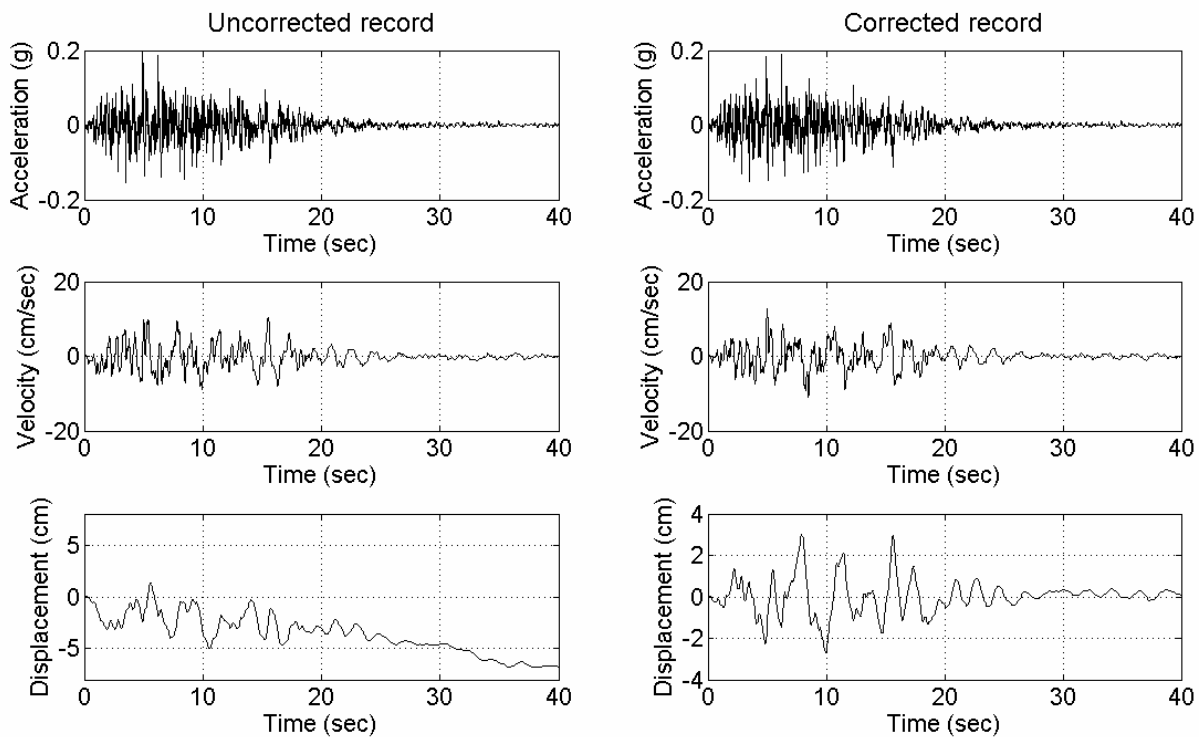 Uncorrected record
Acceleration (g)
0.2
0
-0.2
0 10 20 30 40
Time (sec)
Velocity (cm/sec)
20
0
-20
0 10 20 30 40
Time (sec)
Displacement (cm)
5
0
-5
0 10 20 30 40
Time (sec)
Corrected record
Acceleration (g)
0.2
0
-0.2
0 10 20 30 40
Time (sec)
Velocity (cm/sec)
20
0
-20
0 10 20 30 40
Time (sec)
Displacement (cm)
4
2
0
-2
-4
0 10 20 30 40
Time (sec)